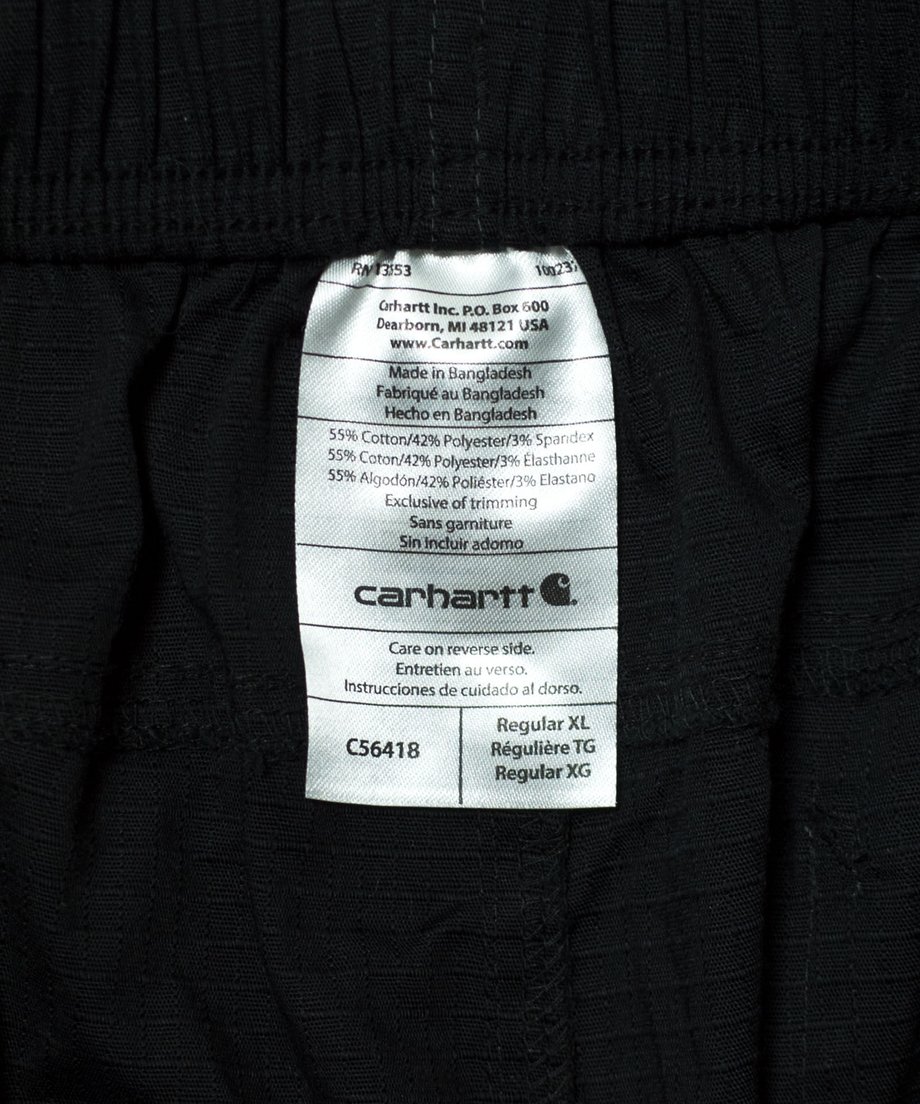 RN 13553
Carhartt Inc. P.O. Box 600
Dearborn, MI 48121 USA
www.Carhartt.com
Made in Bangladesh
Fabriqué au Bangladesh
Hecho en Bangladesh
55% Cotton/42% Polyester/3% Spandex
55% Coton/42% Polyester/3% Élasthanne
55% Algodón/42% Poliéster/3% Elastano
Exclusive of trimming
Sans garniture
Sin incluir adorno
carhartt
Care on reverse side.
Entretien au verso.
Instrucciones de cuidado al dorso.
C56418
Regular XL
Régulière TG
Regular XG